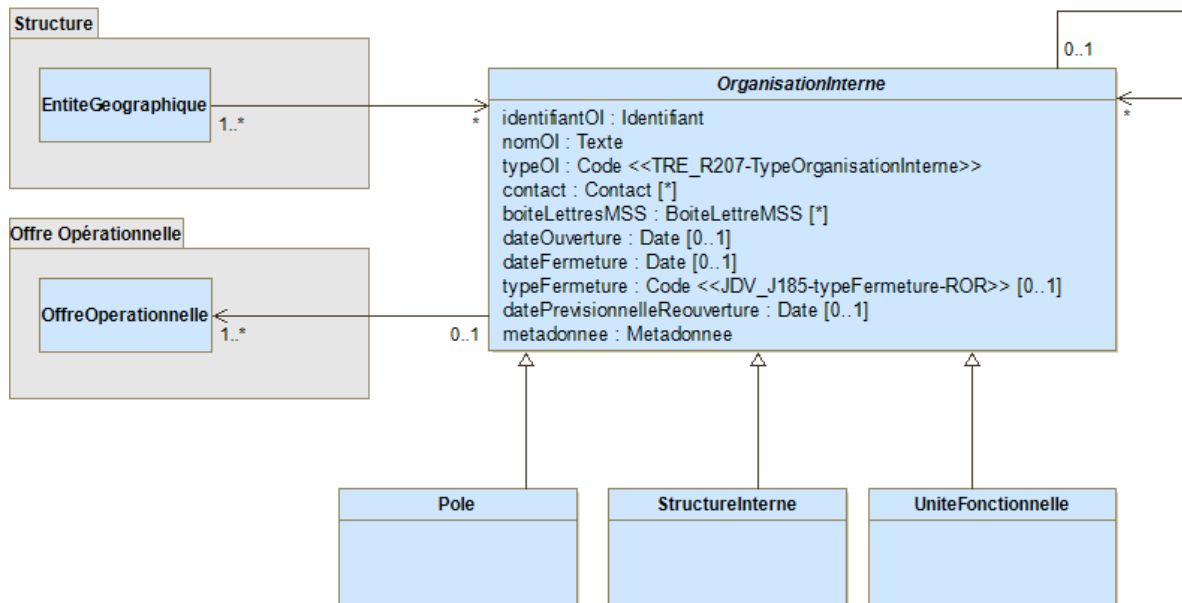 Structure
EntiteGeographique
1..*
*
0..1
*
OrganisationInterne
identifiantOI : Identifiant
nomOI : Texte
typeOI : Code <<TRE_R207-TypeOrganisationInterne>>
contact : Contact [*]
boiteLettresMSS : BoiteLettreMSS [*]
dateOuverture : Date [0..1]
dateFermeture : Date [0..1]
typeFermeture : Code <<JDV_J185-typeFermeture-ROR>> [0..1]
datePrevisionnelleReouverture : Date [0..1]
metadonnee : Metadonnee
Offre Opérationnelle
OffreOperationnelle
1..*
0..1
Pole
StructureInterne
UniteFonctionnelle